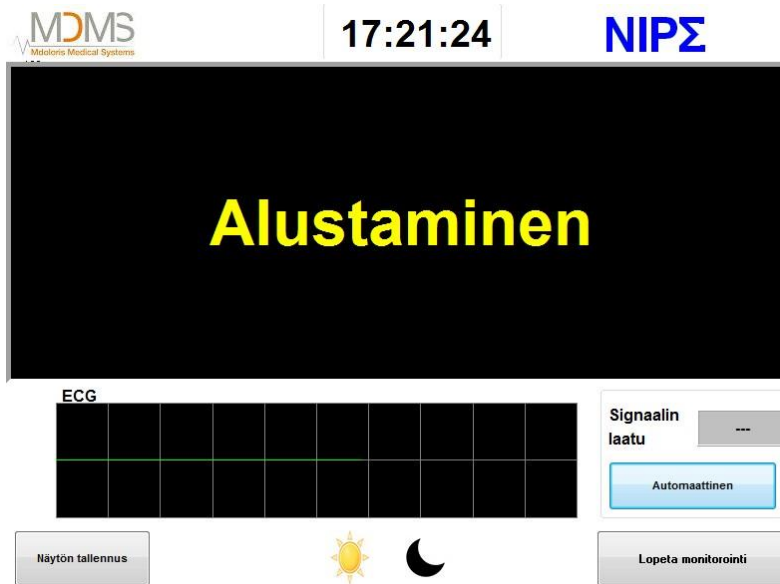 MDMS
Mdoloris Medical Systems
17:21:24
NIPΣ
Alustaminen
ECG
Signaalin
laatu
---
Automaattinen
Näytön tallennus
Lopeta monitorointi